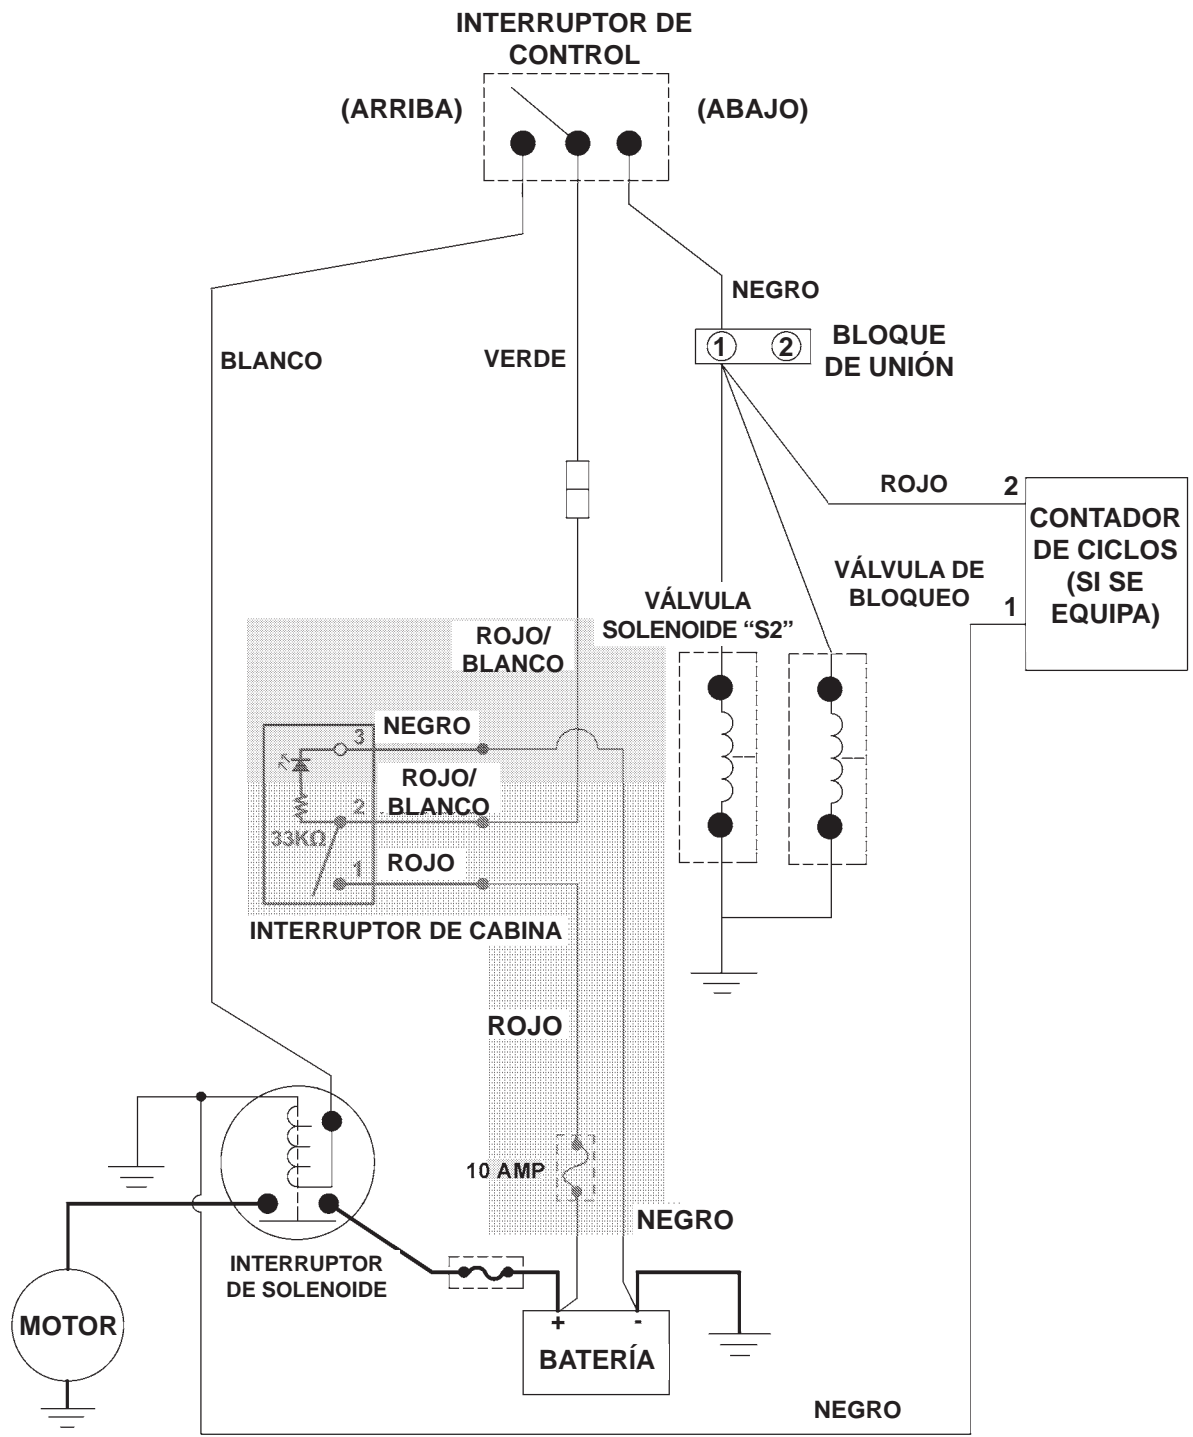 INTERRUPTOR DE
CONTROL
(ARRIBA)
(ABAJO)
NEGRO
1
2
BLOQUE
DE UNIÓN
BLANCO
VERDE
ROJO
2
CONTADOR
DE CICLOS
(SI SE
EQUIPA)
VÁLVULA DE
BLOQUEO
1
VÁLVULA
SOLENOIDE “S2”
ROJO/
BLANCO
NEGRO
3
ROJO/
BLANCO
2
33KΩ
ROJO
1
INTERRUPTOR DE CABINA
ROJO
10 AMP
NEGRO
INTERRUPTOR
DE SOLENOIDE
MOTOR
+
-
BATERÍA
NEGRO